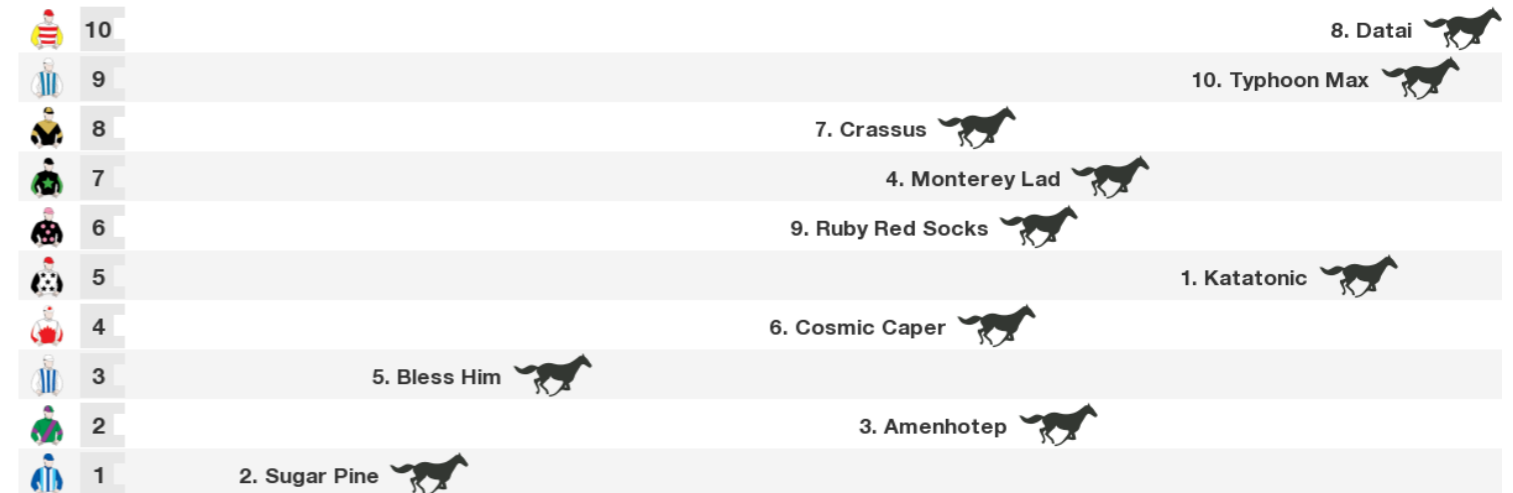 10 8. Datai
9 10. Typhoon Max
8 7. Crassus
7 4. Monterey Lad
6 9. Ruby Red Socks
5 1. Katatonic
4 6. Cosmic Caper
3 5. Bless Him
2 3. Amenhotep
1 2. Sugar Pine